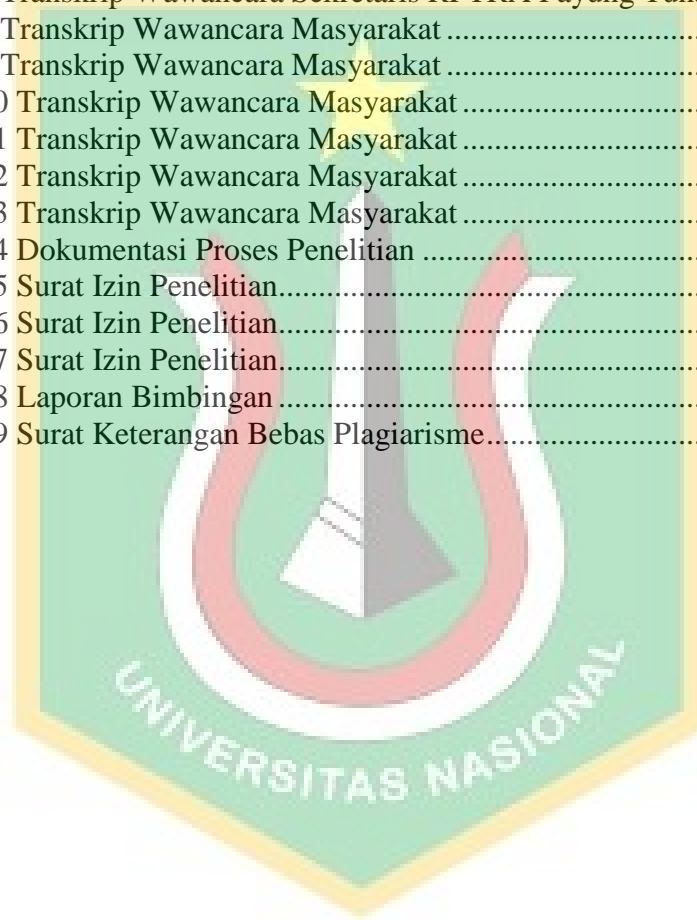 Transkrip Wawancara Masyarakat ..............................
Transkrip Wawancara Masyarakat ..............................
0 Transkrip Wawancara Masyarakat ..............................
1 Transkrip Wawancara Masyarakat ..............................
2 Transkrip Wawancara Masyarakat ..............................
3 Transkrip Wawancara Masyarakat ..............................
4 Dokumentasi Proses Penelitian ..................................
5 Surat Izin Penelitian....................................................
6 Surat Izin Penelitian....................................................
7 Surat Izin Penelitian....................................................
8 Laporan Bimbingan ....................................................
9 Surat Keterangan Bebas Plagiarisme...........................
UNIVERSITAS NASIONAL